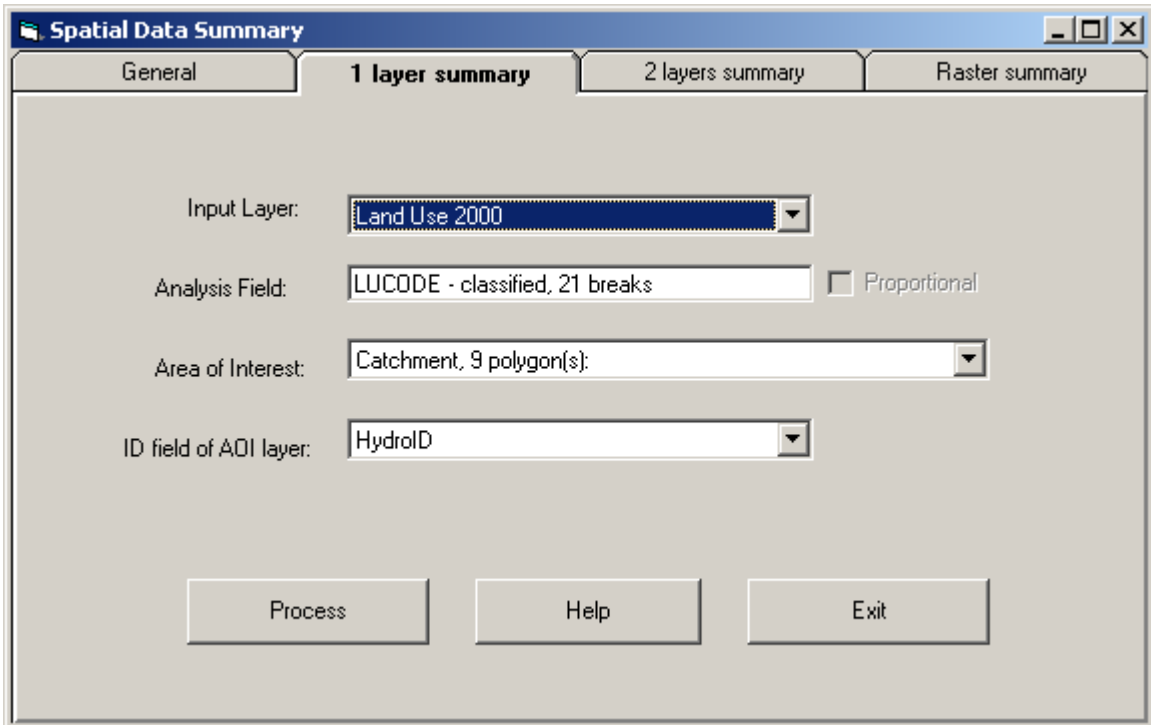 Spatial Data Summary
General 1 layer summary 2 layers summary Raster summary
Input Layer: Land Use 2000
Analysis Field: LUCODE - classified, 21 breaks Proportional
Area of Interest: Catchment, 9 polygon(s):
ID field of AOI layer: HydroID
Process Help Exit